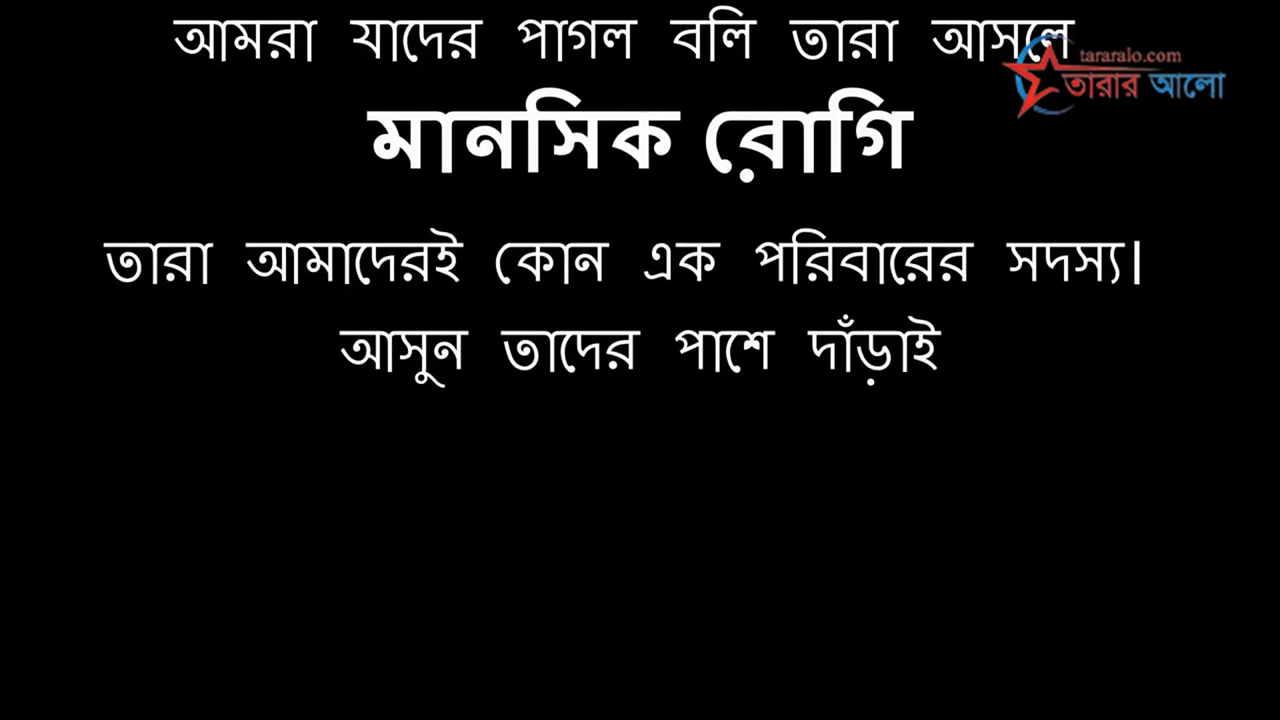 আমরা যাদের পাগল বলি তারা আসলে
tararalo.com
তারার আলো
মানসিক রোগি
তারা আমাদেরই কোন এক পরিবারের সদস্য।
আসুন তাদের পাশে দাঁড়াই